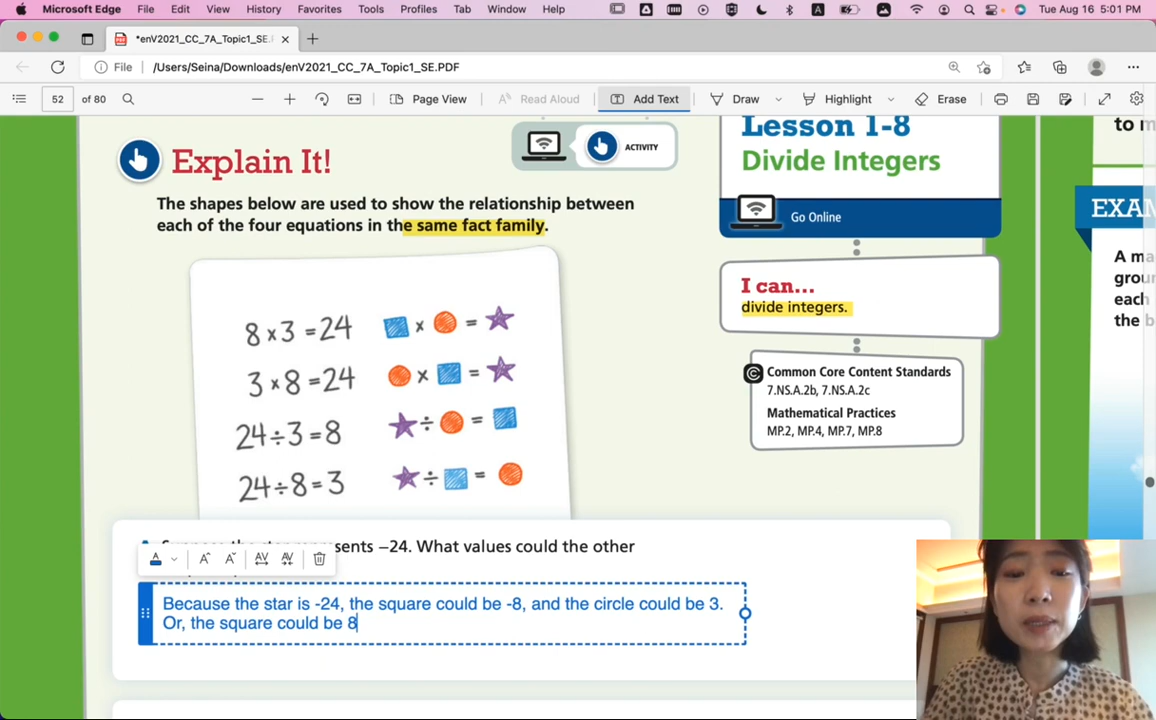 Microsoft Edge File Edit View History Favorites Tools Profiles Tab Window Help A Tue Aug 16 5:01 PM
*enV2021_CC_7A_Topic1_SE.
File /Users/Seina/Downloads/enV2021_CC_7A_Topic1_SE.PDF
52 of 80 Page View Read Aloud Add Text Draw Highlight Erase
Explain It!
ACTIVITY
The shapes below are used to show the relationship between
each of the four equations in the same fact family.
8 × 3 = 24 × =
3 × 8 = 24 × =
24 ÷ 3 = 8 ÷ =
24 ÷ 8 = 3 ÷ =
Lesson 1-8
Divide Integers
Go Online
I can...
divide integers.
Common Core Content Standards
7.NS.A.2b, 7.NS.A.2c
Mathematical Practices
MP.2, MP.4, MP.7, MP.8
to m
EXA
A ma
grou
each
the b
−24. What values could the other
Because the star is -24, the square could be -8, and the circle could be 3.
Or, the square could be 8